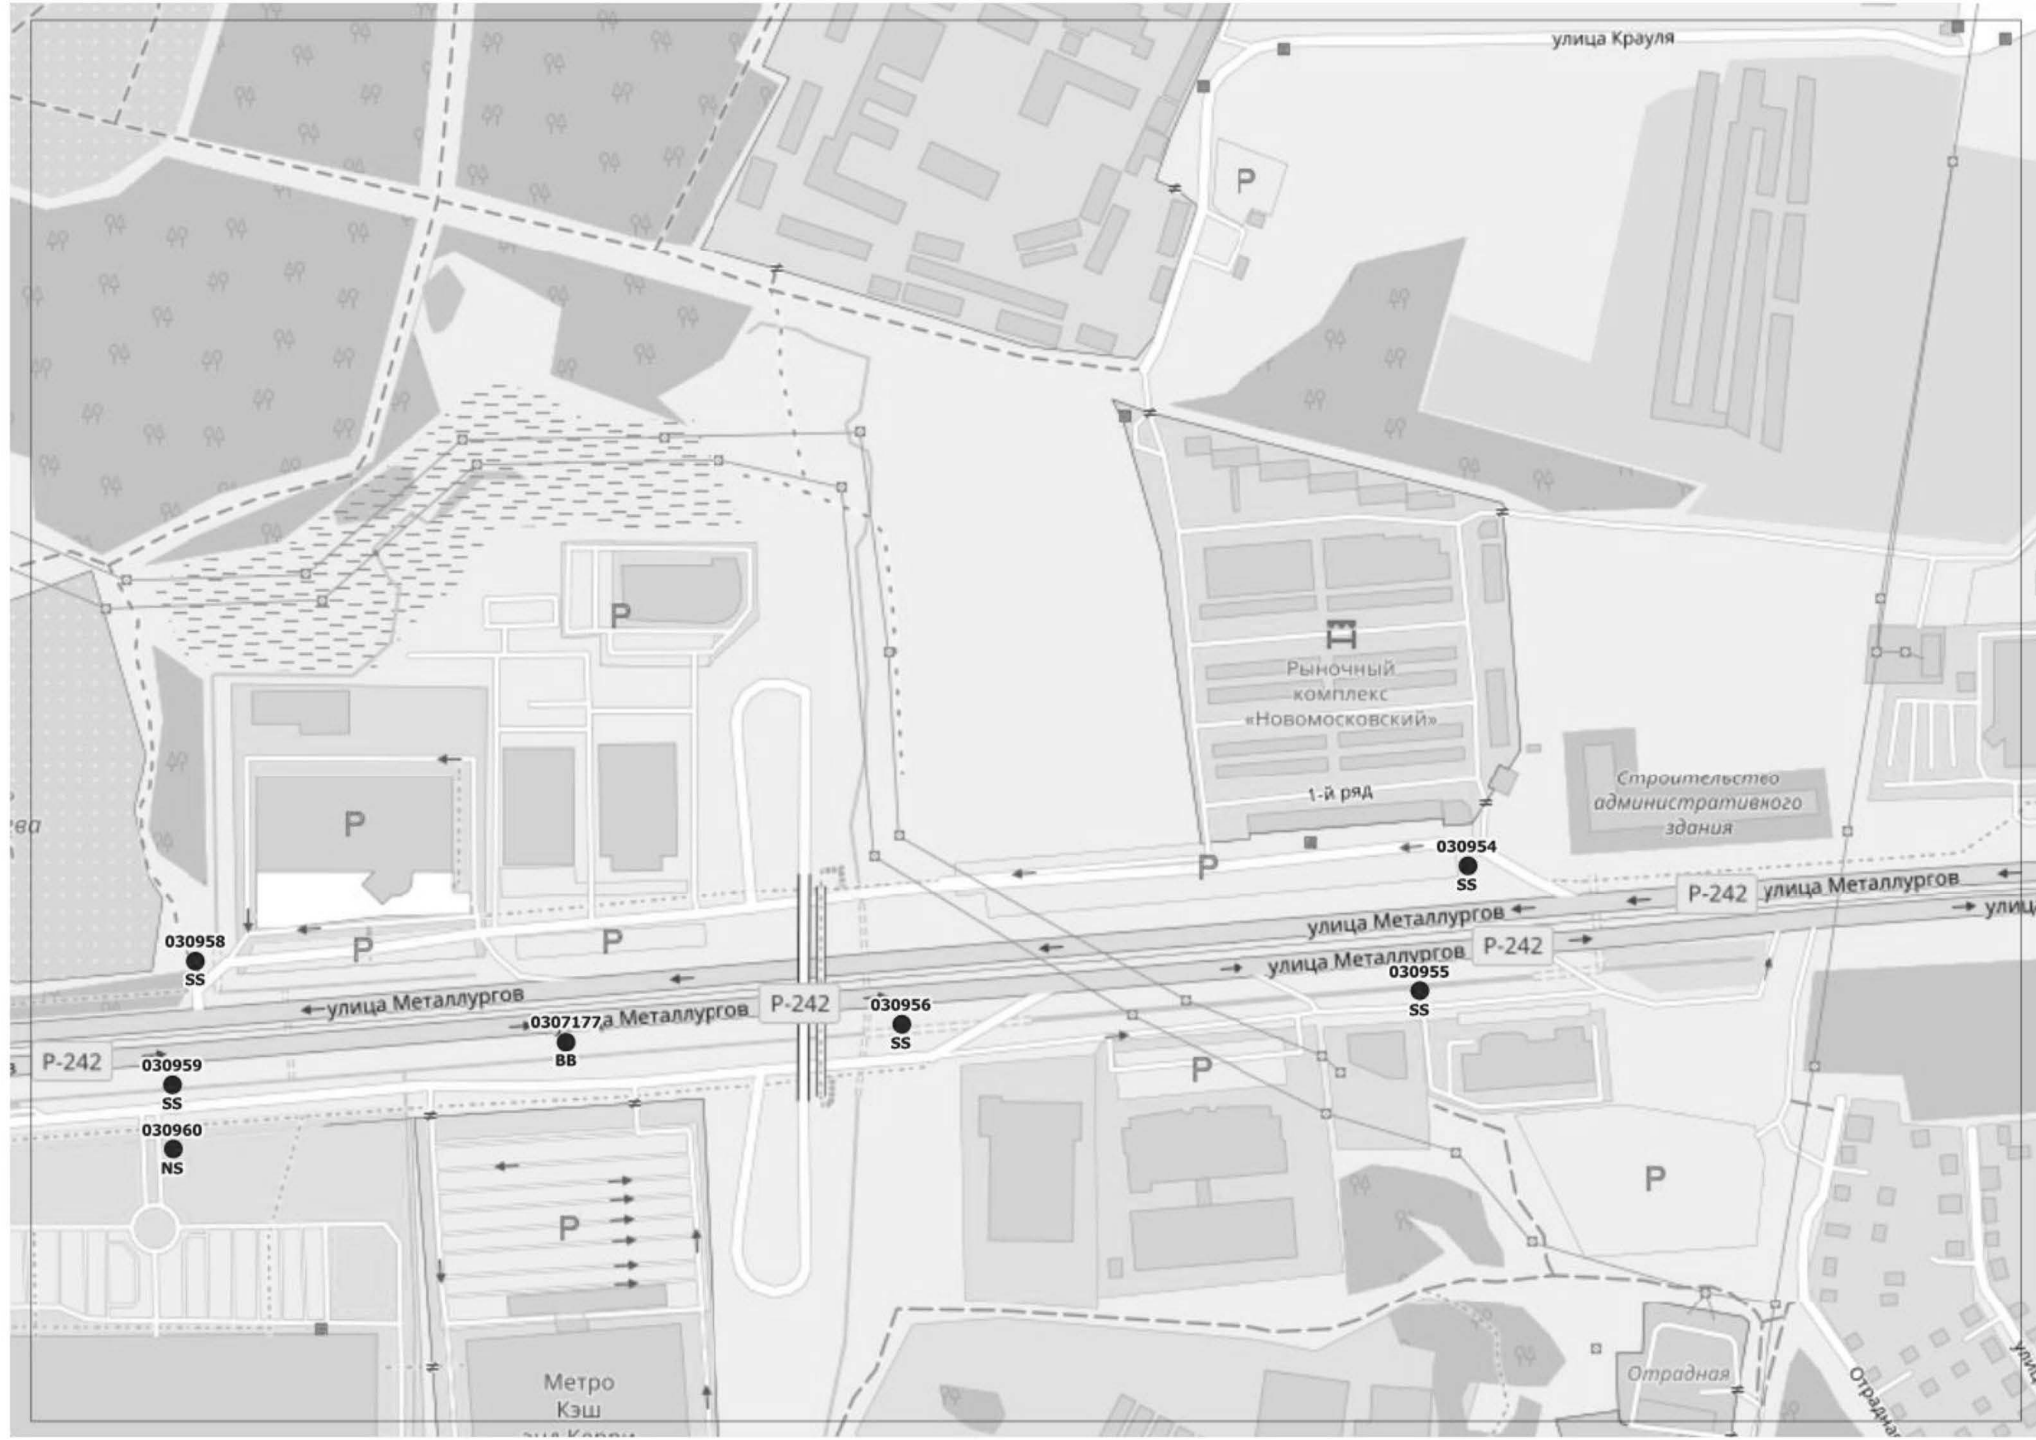 улица Крауля
P
P
Рыночный
комплекс
«Новомосковский»
Строительство
административного
здания
1-й ряд
P
ева
030954
SS
P
P-242
улица Металлургов
улица Металлургов
P-242
улица Металлургов
030958
SS
P
P
030955
SS
улица Металлургов
P-242
030956
SS
0307177
а Металлургов
BB
P-242
030959
SS
P
030960
NS
P
P
Метро
Кэш
Отрадная